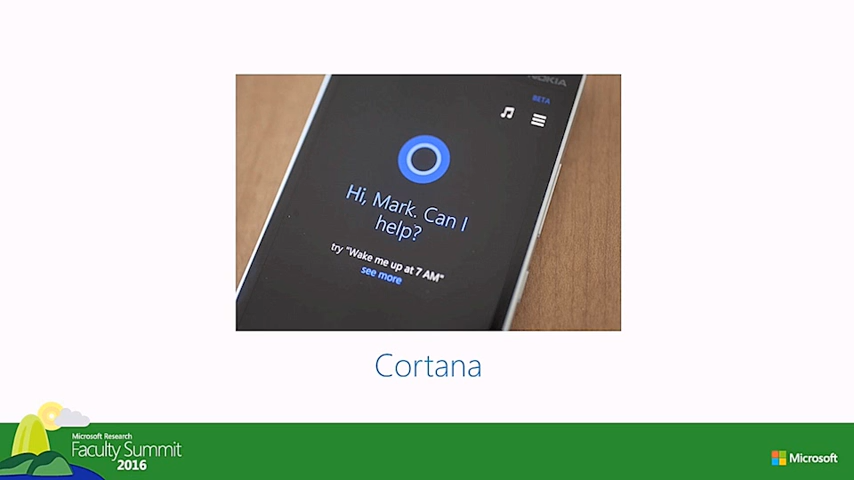 NOKIA
BETA
Hi, Mark. Can I
help?
try "Wake me up at 7 AM"
see more
Cortana
Microsoft Research
Faculty Summit
2016
Microsoft